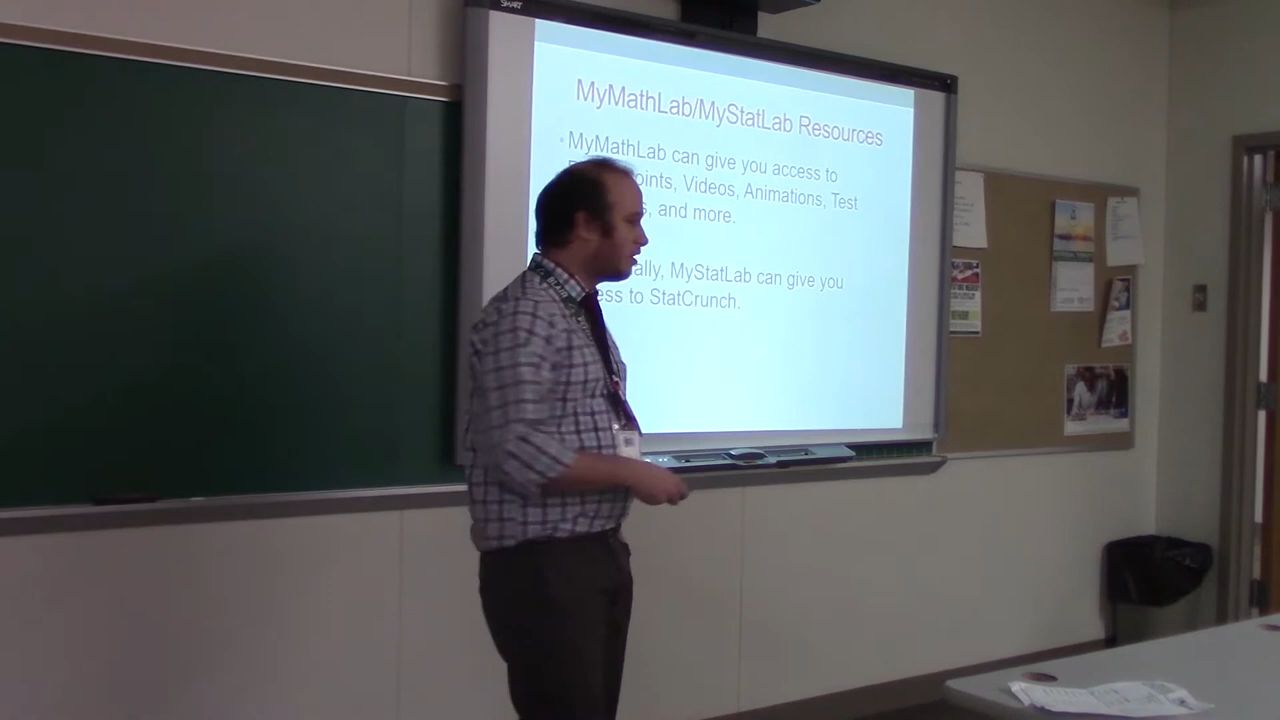 SMART
MyMathLab/MyStatLab Resources
MyMathLab can give you access to
oints, Videos, Animations, Test
s, and more.
ally, MyStatLab can give you
ess to StatCrunch.